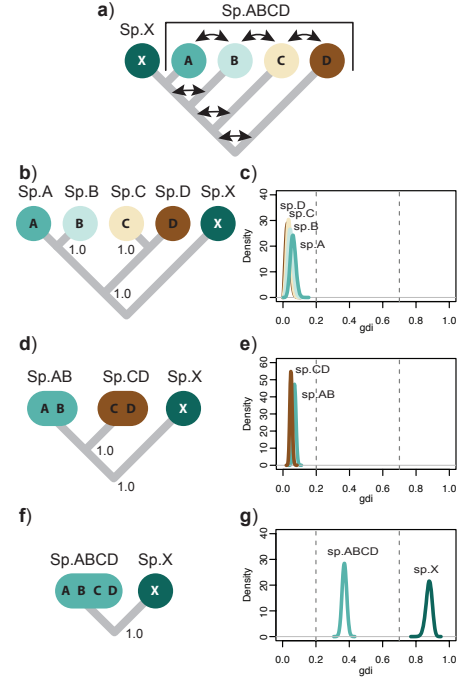 a)
Sp.ABCD
Sp.X
X A B C D
b)
Sp.A Sp.B Sp.C Sp.D Sp.X
A B C D X
1.0 1.0
1.0
c)
Density
0 10 20 30 40
sp.D
sp.C
sp.B
sp.A
0.0 0.2 0.4 0.6 0.8 1.0
gdi
d)
Sp.AB Sp.CD Sp.X
A B C D X
1.0
1.0
e)
Density
0 10 20 30 40 50 60
sp.CD
sp.AB
0.0 0.2 0.4 0.6 0.8 1.0
gdi
f)
Sp.ABCD Sp.X
A B C D X
1.0
g)
Density
0 10 20 30 40
sp.ABCD
sp.X
0.0 0.2 0.4 0.6 0.8 1.0
gdi